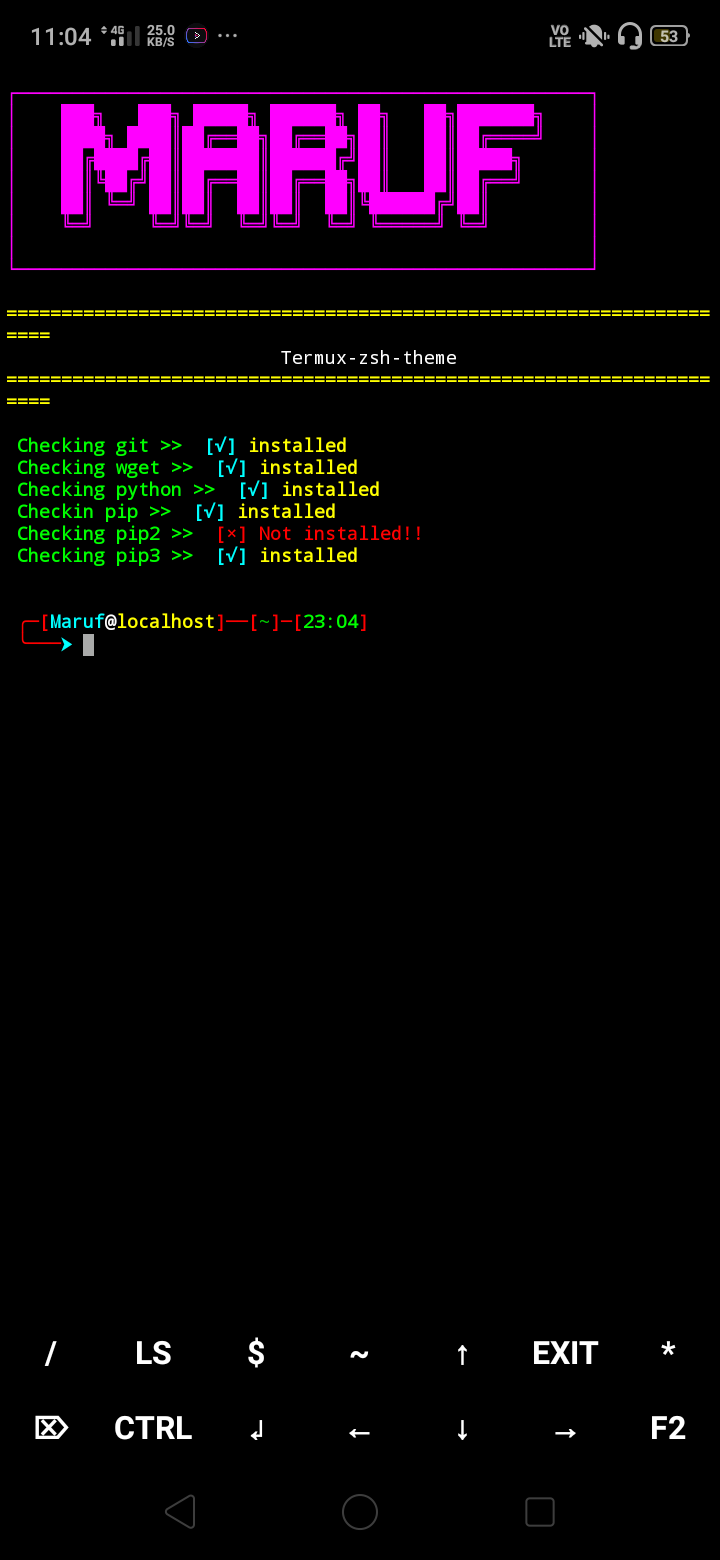 11:04 4G 25.0 KB/S VO LTE 53
MARUF
================================================================
====
Termux-zsh-theme
================================================================
====
Checking git >> [√] installed
Checking wget >> [√] installed
Checking python >> [√] installed
Checkin pip >> [√] installed
Checking pip2 >> [×] Not installed!!
Checking pip3 >> [√] installed
╭─[Maruf@localhost]──[~]─[23:04]
╰───➤
/ LS $ ~ ↑ EXIT *
⌦ CTRL ↲ ← ↓ → F2